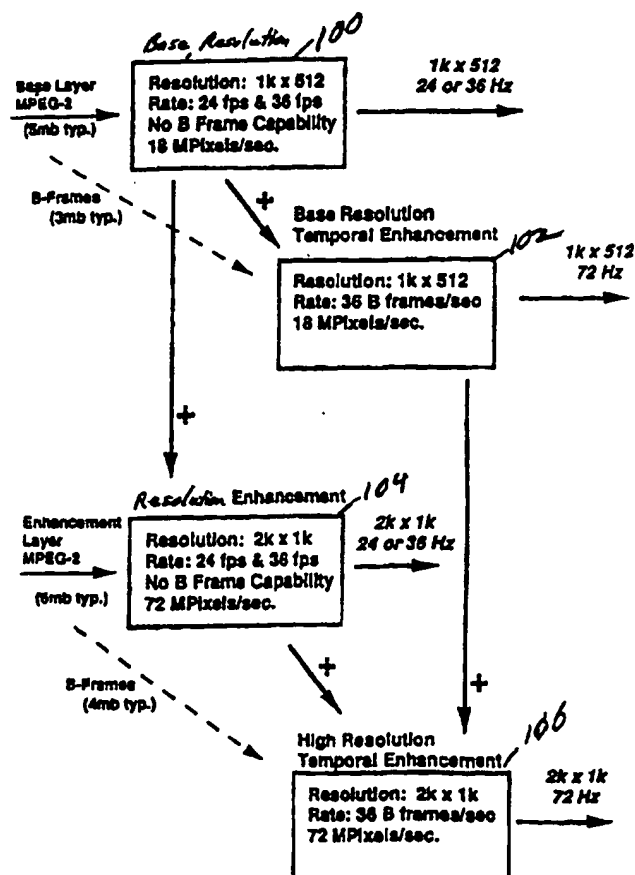 Base Resolution 100
Base Layer
MPEG-2
(5mb typ.)
Resolution: 1k x 512
Rate: 24 fps & 36 fps
No B Frame Capability
18 MPixels/sec.
1k x 512
24 or 36 Hz
B-Frames
(3mb typ.)
+
Base Resolution
Temporal Enhancement
102
Resolution: 1k x 512
Rate: 36 B frames/sec
18 MPixels/sec.
1k x 512
72 Hz
+
Resolution Enhancement 104
Enhancement
Layer
MPEG-2
(5mb typ.)
Resolution: 2k x 1k
Rate: 24 fps & 36 fps
No B Frame Capability
72 MPixels/sec.
2k x 1k
24 or 36 Hz
B-Frames
(4mb typ.)
+
+
High Resolution
Temporal Enhancement
106
Resolution: 2k x 1k
Rate: 36 B frames/sec
72 MPixels/sec.
2k x 1k
72 Hz